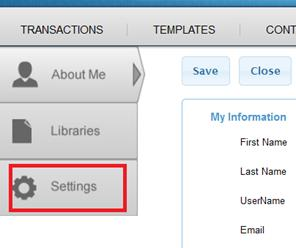 TRANSACTIONS TEMPLATES
About Me
Save Close
Libraries
My Information
First Name
Last Name
Settings
UserName
Email